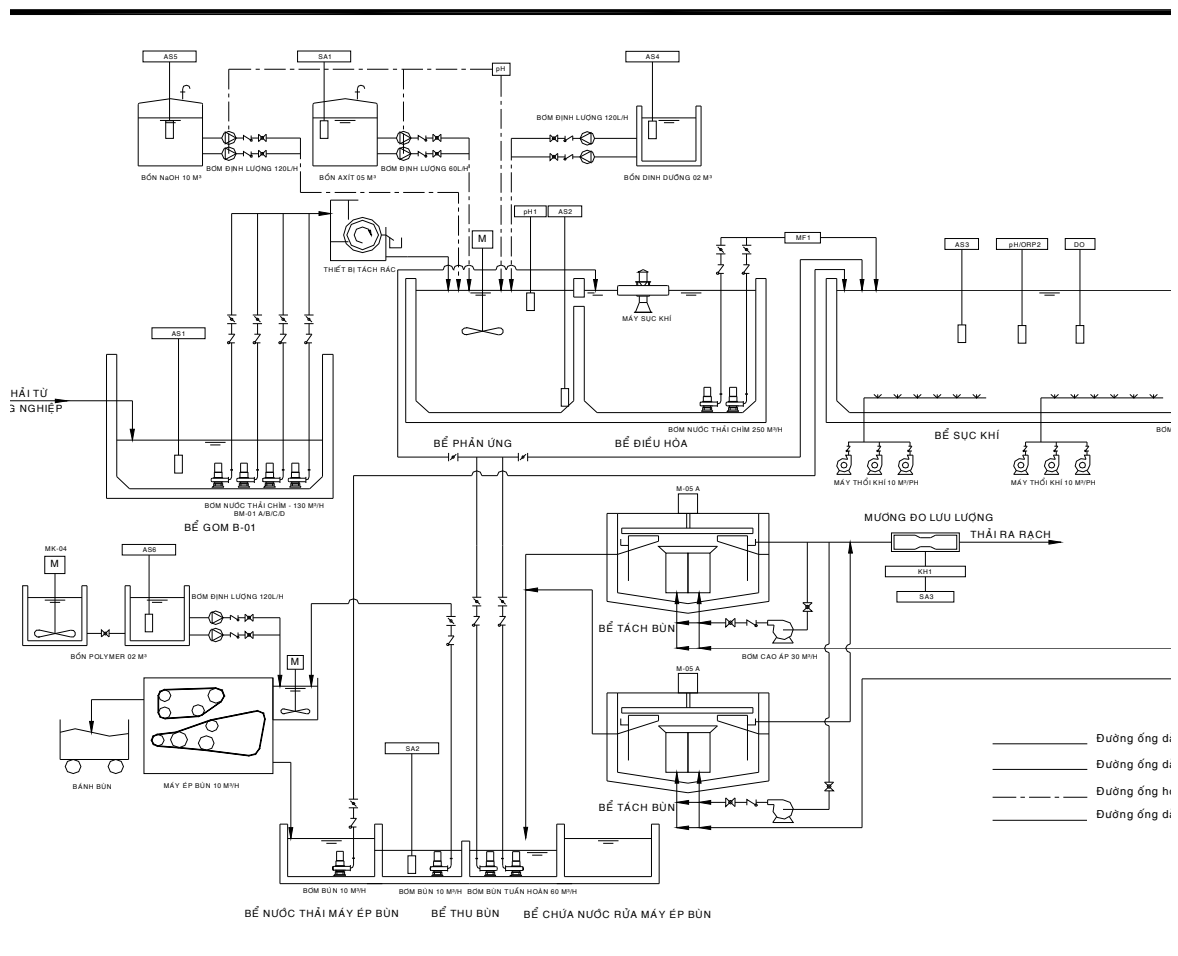 AS5
SA1
AS4
pH
BƠM ĐỊNH LƯỢNG 120L/H
BƠM ĐỊNH LƯỢNG 120L/H
BƠM ĐỊNH LƯỢNG 60L/H
BỒN NaOH 10 M³
BỒN AXÍT 05 M³
BỒN DINH DƯỠNG 02 M³
pH1
AS2
M
MF1
AS3
pH/ORP2
DO
THIẾT BỊ TÁCH RÁC
MÁY SỤC KHÍ
AS1
HẢI TỪ
G NGHIỆP
BƠM NƯỚC THẢI CHÌM 250 M³/H
BỂ PHẢN ỨNG
BỂ ĐIỀU HÒA
BỂ SỤC KHÍ
BƠM
MÁY THỔI KHÍ 10 M³/PH
MÁY THỔI KHÍ 10 M³/PH
BƠM NƯỚC THẢI CHÌM - 130 M³/H
BM-01 A/B/C/D
BỂ GOM B-01
M-05 A
MƯƠNG ĐO LƯU LƯỢNG
THẢI RA RẠCH
MK-04
AS6
M
KH1
SA3
BƠM ĐỊNH LƯỢNG 120L/H
BỂ TÁCH BÙN
BỒN POLYMER 02 M³
BƠM CAO ÁP 30 M³/H
M
M-05 A
SA2
BÁNH BÙN
MÁY ÉP BÙN 10 M³/H
BỂ TÁCH BÙN
Đường ống dẫ
Đường ống dẫ
Đường ống hó
Đường ống dẫ
BƠM BÙN 10 M³/H
BƠM BÙN 10 M³/H
BƠM BÙN TUẦN HOÀN 60 M³/H
BỂ NƯỚC THẢI MÁY ÉP BÙN
BỂ THU BÙN
BỂ CHỨA NƯỚC RỬA MÁY ÉP BÙN